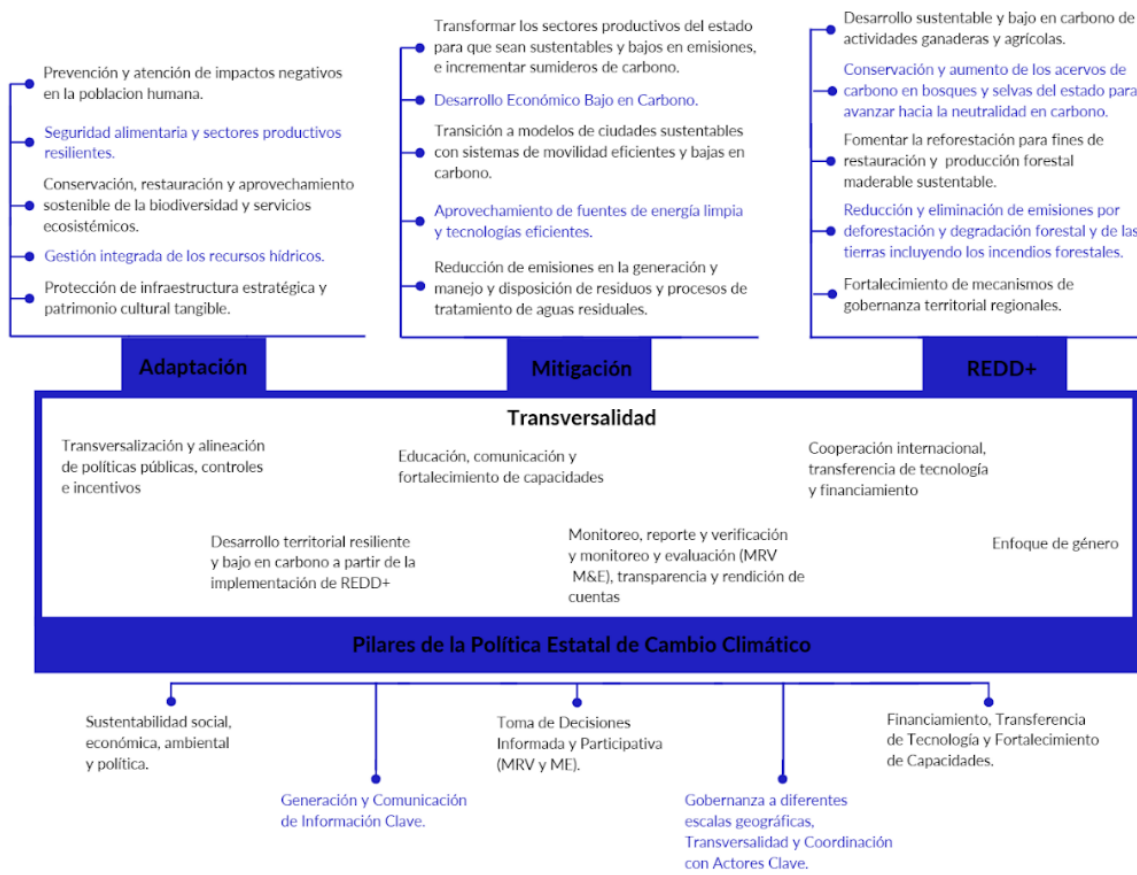 Prevención y atención de impactos negativos
en la poblacion humana.
Seguridad alimentaria y sectores productivos
resilientes.
Conservación, restauración y aprovechamiento
sostenible de la biodiversidad y servicios
ecosistémicos.
Gestión integrada de los recursos hídricos.
Protección de infraestructura estratégica y
patrimonio cultural tangible.
Adaptación
Transformar los sectores productivos del estado
para que sean sustentables y bajos en emisiones,
e incrementar sumideros de carbono.
Desarrollo Económico Bajo en Carbono.
Transición a modelos de ciudades sustentables
con sistemas de movilidad eficientes y bajas en
carbono.
Aprovechamiento de fuentes de energía limpia
y tecnologías eficientes.
Reducción de emisiones en la generación y
manejo y disposición de residuos y procesos de
tratamiento de aguas residuales.
Mitigación
Desarrollo sustentable y bajo en carbono de
actividades ganaderas y agrícolas.
Conservación y aumento de los acervos de
carbono en bosques y selvas del estado para
avanzar hacia la neutralidad en carbono.
Fomentar la reforestación para fines de
restauración y producción forestal
maderable sustentable.
Reducción y eliminación de emisiones por
deforestación y degradación forestal y de las
tierras incluyendo los incendios forestales.
Fortalecimiento de mecanismos de
gobernanza territorial regionales.
REDD+
Transversalidad
Transversalización y alineación
de políticas públicas, controles
e incentivos
Educación, comunicación y
fortalecimiento de capacidades
Cooperación internacional,
transferencia de tecnología
y financiamiento
Desarrollo territorial resiliente
y bajo en carbono a partir de la
implementación de REDD+
Monitoreo, reporte y verificación
y monitoreo y evaluación (MRV
M&E), transparencia y rendición de
cuentas
Enfoque de género
Pilares de la Política Estatal de Cambio Climático
Sustentabilidad social,
económica, ambiental
y política.
Generación y Comunicación
de Información Clave.
Toma de Decisiones
Informada y Participativa
(MRV y ME).
Gobernanza a diferentes
escalas geográficas,
Transversalidad y Coordinación
con Actores Clave.
Financiamiento, Transferencia
de Tecnología y Fortalecimiento
de Capacidades.